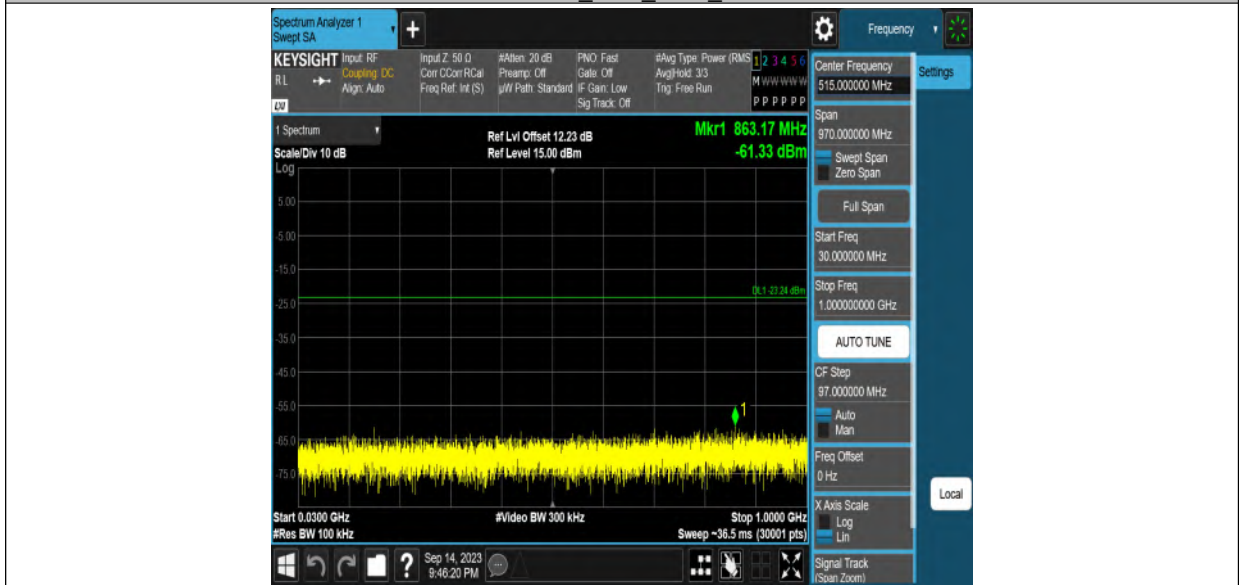 Spectrum Analyzer 1
Swept SA
+
Frequency
KEYSIGHT
RL
Input: RF
Coupling: DC
Align: Auto
Input Z: 50 Ω
Corr CCorr RCal
Freq Ref: Int (S)
#Atten: 20 dB
Preamp: Off
µW Path: Standard
PNO: Fast
Gate: Off
IF Gain: Low
Sig Track: Off
#Avg Type: Power (RMS
Avg|Hold: 3/3
Trig: Free Run
1 2 3 4 5 6
M W W W W W
P P P P P P
1 Spectrum
Scale/Div 10 dB
Log
Ref Lvl Offset 12.23 dB
Ref Level 15.00 dBm
Mkr1 863.17 MHz
-61.33 dBm
5.00
-5.00
-15.0
DL1 -23.24 dBm
-25.0
-35.0
-45.0
-55.0
1
-65.0
-75.0
Start 0.0300 GHz
#Res BW 100 kHz
#Video BW 300 kHz
Stop 1.0000 GHz
Sweep ~36.5 ms (30001 pts)
Center Frequency
515.000000 MHz
Settings
Span
970.000000 MHz
Swept Span
Zero Span
Full Span
Start Freq
30.000000 MHz
Stop Freq
1.000000000 GHz
AUTO TUNE
CF Step
97.000000 MHz
Auto
Man
Freq Offset
0 Hz
X Axis Scale
Log
Lin
Local
Signal Track
(Span Zoom)
?
Sep 14, 2023
9:46:20 PM